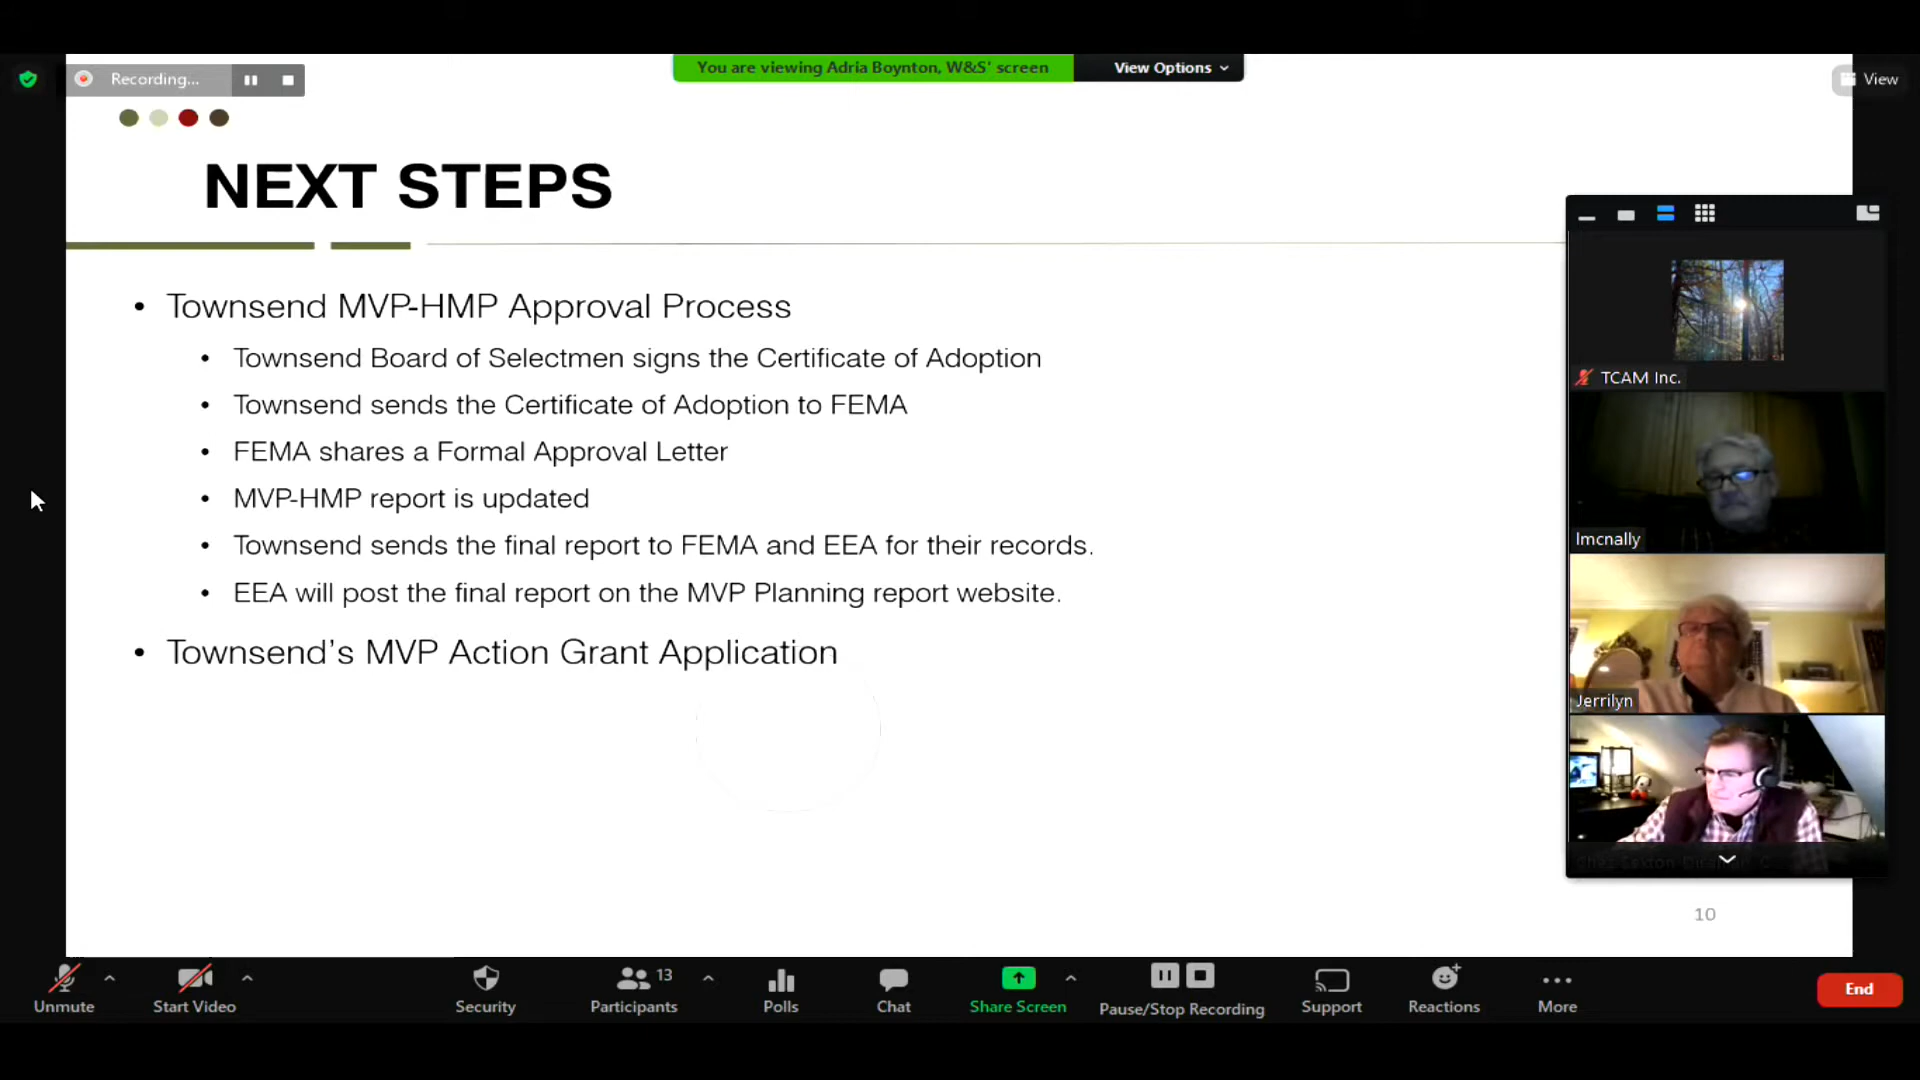 You are viewing Adria Boynton, W&S' screen
View Options
Recording...
View
NEXT STEPS
• Townsend MVP-HMP Approval Process
• Townsend Board of Selectmen signs the Certificate of Adoption
• Townsend sends the Certificate of Adoption to FEMA
• FEMA shares a Formal Approval Letter
• MVP-HMP report is updated
• Townsend sends the final report to FEMA and EEA for their records.
• EEA will post the final report on the MVP Planning report website.
• Townsend's MVP Action Grant Application
TCAM Inc.
lmcnally
Jerrilyn
10
Unmute
Start Video
Security
Participants
13
Polls
Chat
Share Screen
Pause/Stop Recording
Support
Reactions
More
End